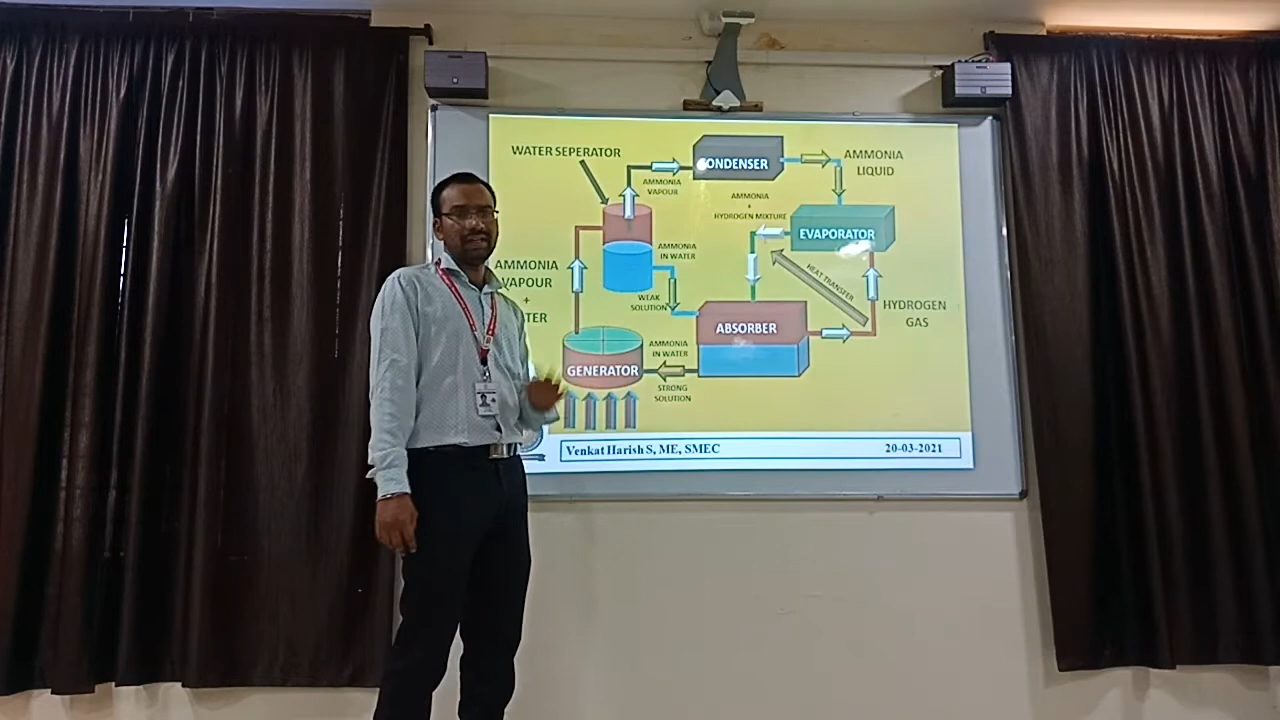 WATER SEPERATOR
CONDENSER
AMMONIA
LIQUID
AMMONIA
VAPOUR
AMMONIA
+
HYDROGEN MIXTURE
EVAPORATOR
AMMONIA
IN WATER
AMMONIA
VAPOUR
+
WATER
HEAT TRANSFER
WEAK
SOLUTION
HYDROGEN
GAS
ABSORBER
AMMONIA
IN WATER
GENERATOR
STRONG
SOLUTION
Venkat Harish S, ME, SMEC
20-03-2021